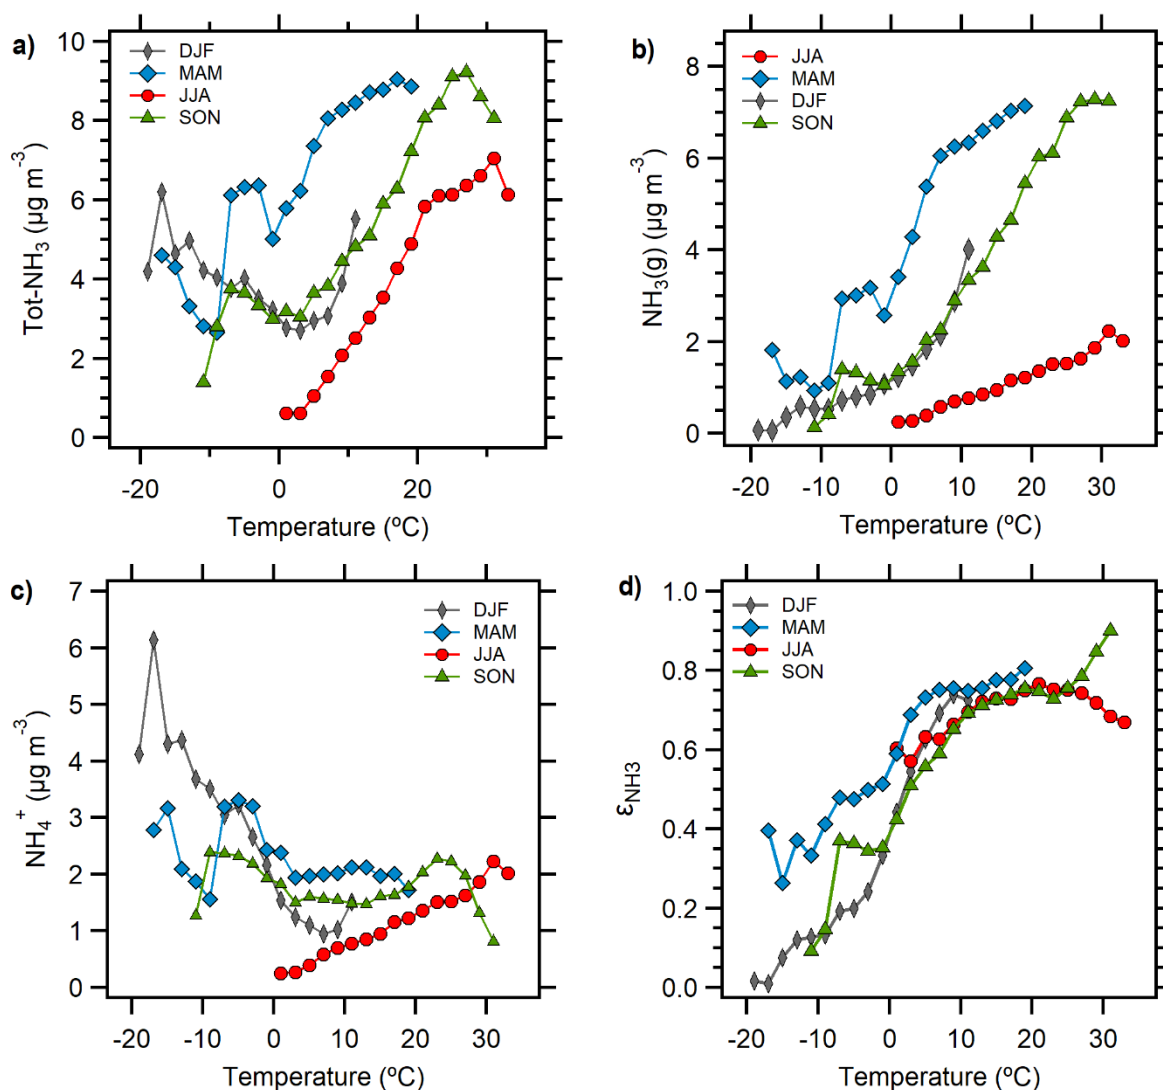 a)
DJF
MAM
JJA
SON
Tot-NH3 (µg m-3)
10
8
6
4
2
0
-20 0 20
Temperature (ºC)
b)
JJA
MAM
DJF
SON
NH3(g) (µg m-3)
8
6
4
2
0
-20 -10 0 10 20 30
Temperature (ºC)
c)
DJF
MAM
JJA
SON
NH4+ (µg m-3)
7
6
5
4
3
2
1
0
-20 -10 0 10 20 30
Temperature (ºC)
d)
DJF
MAM
JJA
SON
εNH3
1.0
0.8
0.6
0.4
0.2
0.0
-20 -10 0 10 20 30
Temperature (ºC)